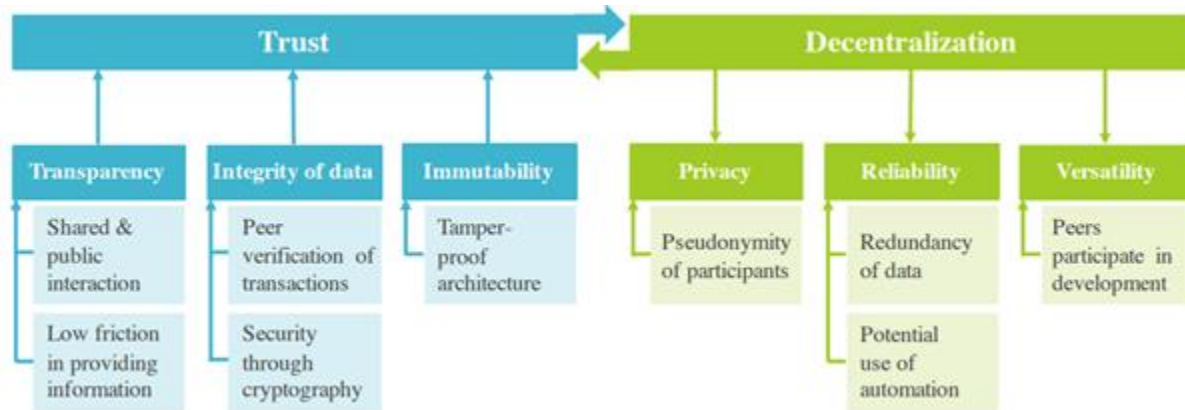 Trust
Decentralization
Transparency
Integrity of data
Immutability
Privacy
Reliability
Versatility
Shared &
public
interaction
Peer
verification of
transactions
Tamper-
proof
architecture
Pseudonymity
of participants
Redundancy
of data
Peers
participate in
development
Low friction
in providing
information
Security
through
cryptography
Potential
use of
automation